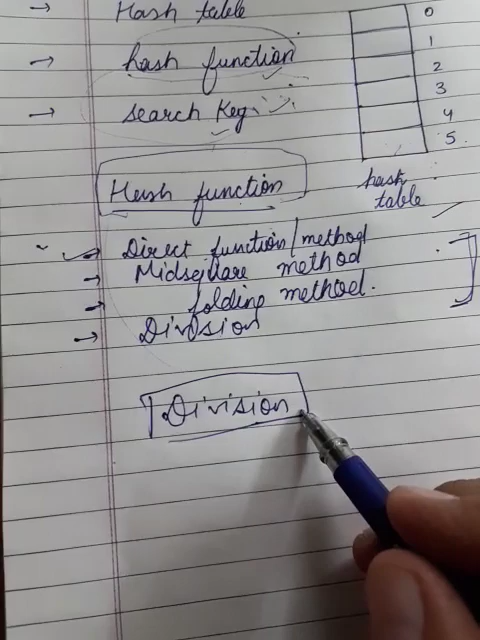 Hash table
hash function
search key
0
1
2
3
4
5
hash
table
Hash function
Direct function/method
Midsquare method
folding method.
Division
Division